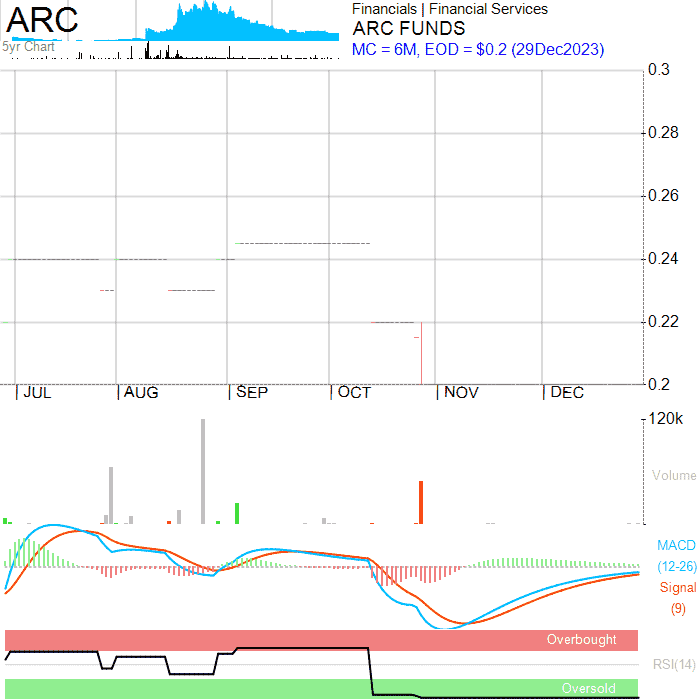 ARC
5yr Chart
Financials | Financial Services
ARC FUNDS
MC = 6M, EOD = $0.2 (29Dec2023)
0.3
0.28
0.26
0.24
0.22
0.2
JUL AUG SEP OCT NOV DEC
120k
Volume
MACD
(12-26)
Signal
(9)
Overbought
RSI(14)
Oversold